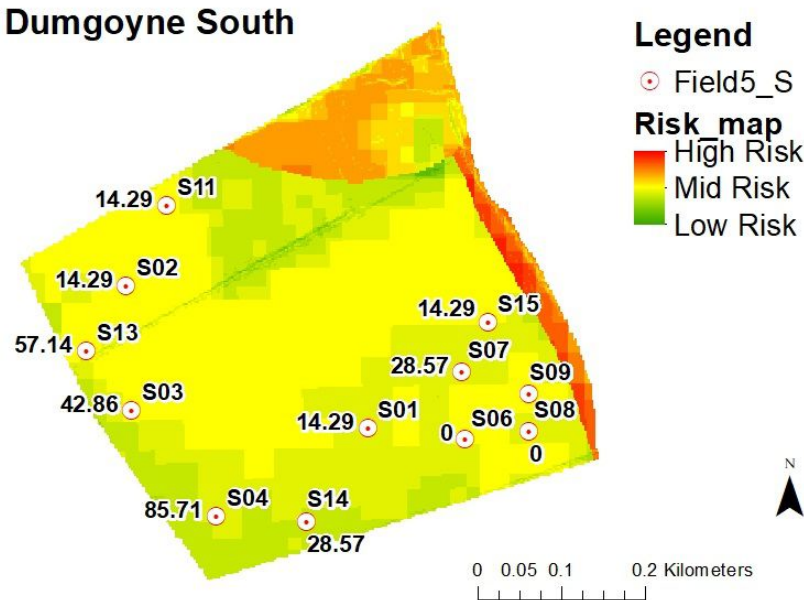 Dumgoyne South
Legend
Field5_S
Risk_map
High Risk
Mid Risk
Low Risk
S11
14.29
S02
14.29
S13
57.14
S03
42.86
S15
14.29
S07
28.57
S09
S01
14.29
S06
0
S08
0
S04
85.71
S14
28.57
N
0 0.05 0.1 0.2 Kilometers